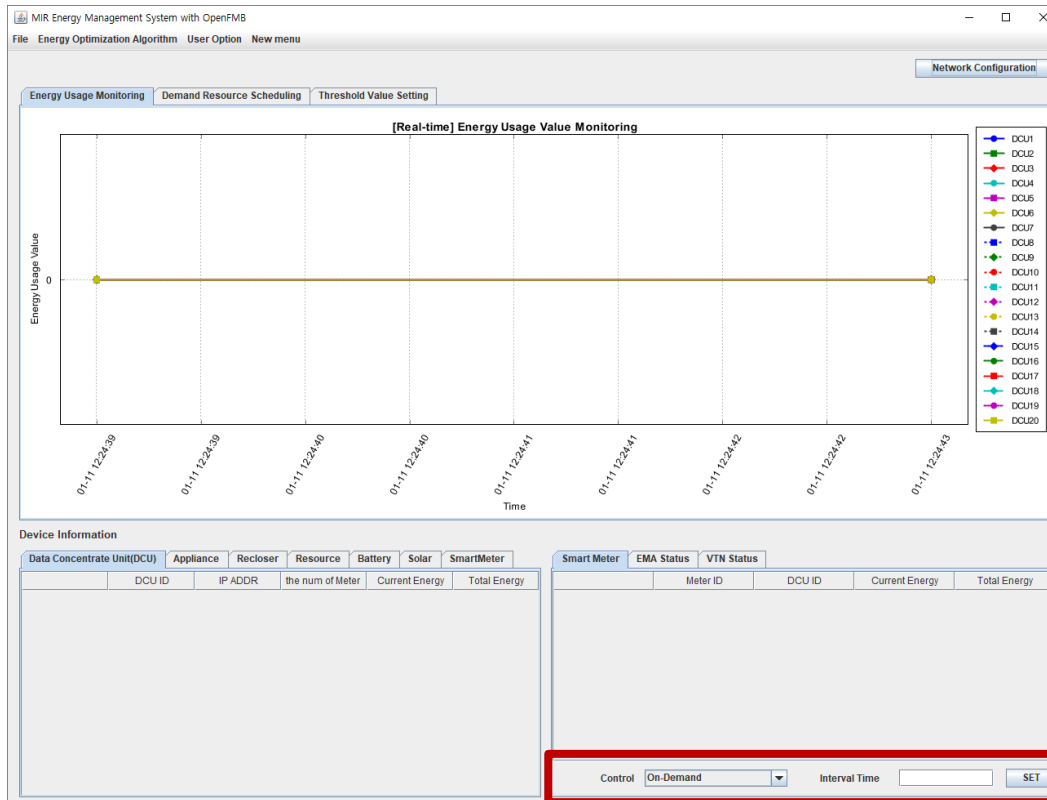 MIR Energy Management System with OpenFMB
File Energy Optimization Algorithm User Option New menu
Network Configuration
Energy Usage Monitoring Demand Resource Scheduling Threshold Value Setting
[Real-time] Energy Usage Value Monitoring
Energy Usage Value
0
DCU1
DCU2
DCU3
DCU4
DCU5
DCU6
DCU7
DCU8
DCU9
DCU10
DCU11
DCU12
DCU13
DCU14
DCU15
DCU16
DCU17
DCU18
DCU19
DCU20
01-11 12:24:39
01-11 12:24:39
01-11 12:24:40
01-11 12:24:40
01-11 12:24:41
01-11 12:24:41
01-11 12:24:42
01-11 12:24:42
01-11 12:24:43
Time
Device Information
Data Concentrate Unit(DCU) Appliance Recloser Resource Battery Solar SmartMeter
DCU ID IP ADDR the num of Meter Current Energy Total Energy
Smart Meter EMA Status VTN Status
Meter ID DCU ID Current Energy Total Energy
Control On-Demand Interval Time SET